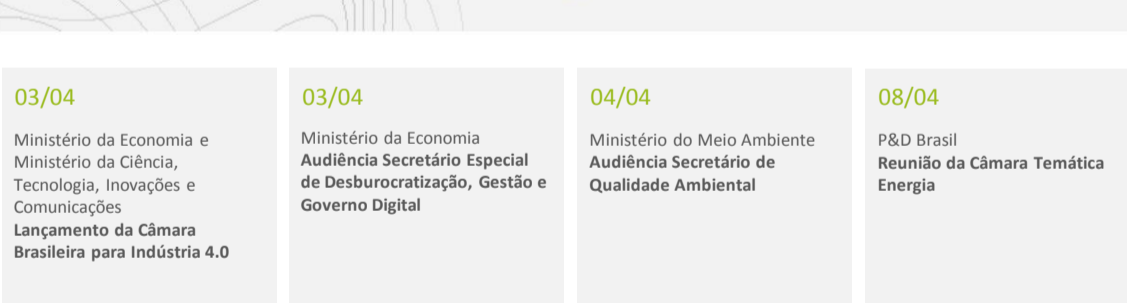 03/04
Ministério da Economia e
Ministério da Ciência,
Tecnologia, Inovações e
Comunicações
Lançamento da Câmara
Brasileira para Indústria 4.0
03/04
Ministério da Economia
Audiência Secretário Especial
de Desburocratização, Gestão e
Governo Digital
04/04
Ministério do Meio Ambiente
Audiência Secretário de
Qualidade Ambiental
08/04
P&D Brasil
Reunião da Câmara Temática
Energia